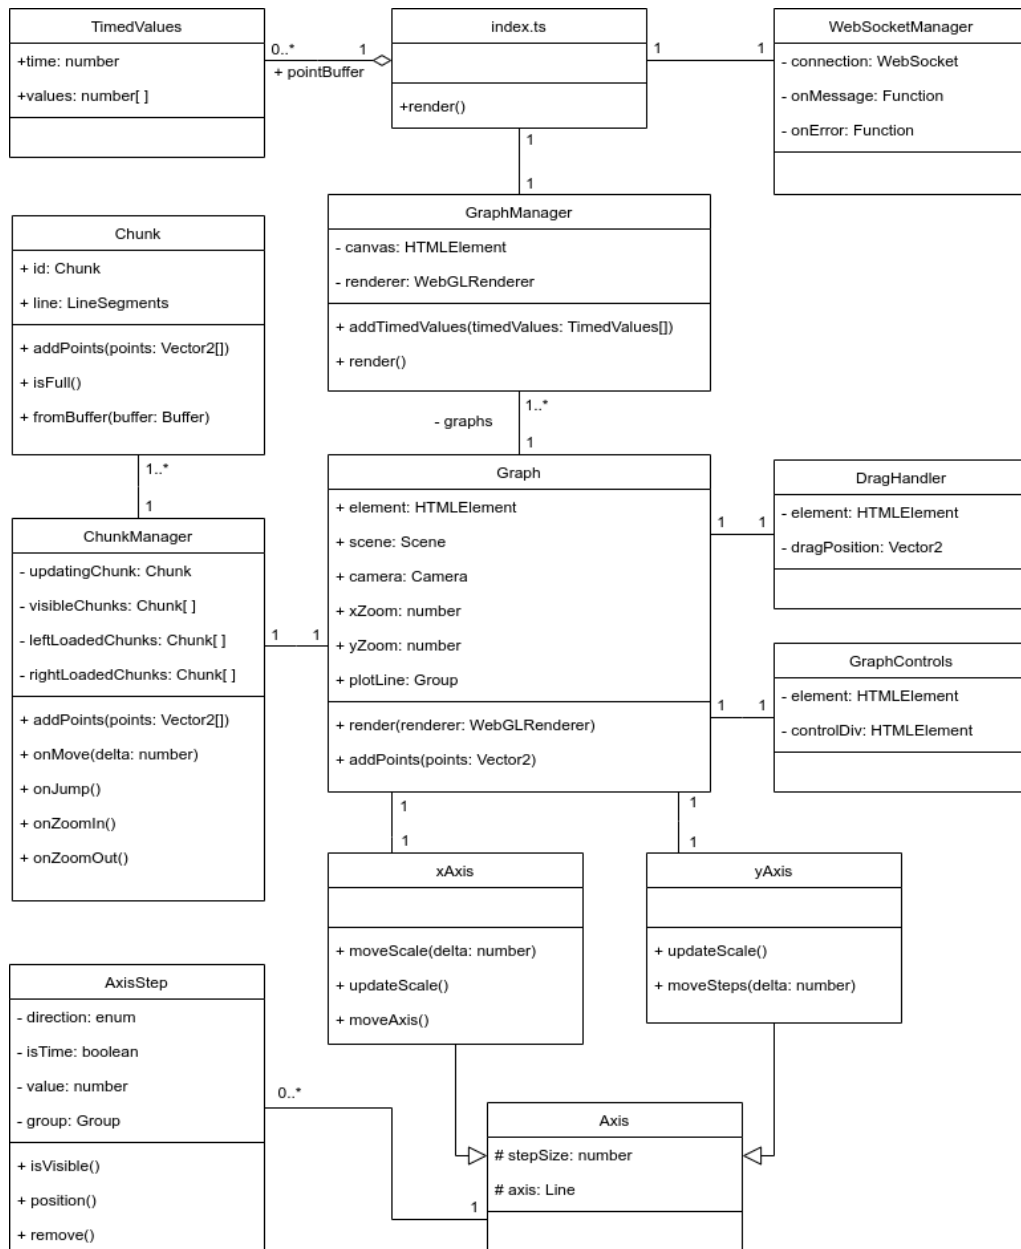 TimedValues
+time: number
+values: number[ ]
0..*
1
+ pointBuffer
index.ts
+render()
1
1
WebSocketManager
- connection: WebSocket
- onMessage: Function
- onError: Function
1
1
GraphManager
- canvas: HTMLElement
- renderer: WebGLRenderer
+ addTimedValues(timedValues: TimedValues[])
+ render()
Chunk
+ id: Chunk
+ line: LineSegments
+ addPoints(points: Vector2[])
+ isFull()
+ fromBuffer(buffer: Buffer)
1..*
- graphs
1
1..*
1
Graph
+ element: HTMLElement
+ scene: Scene
+ camera: Camera
+ xZoom: number
+ yZoom: number
+ plotLine: Group
+ render(renderer: WebGLRenderer)
+ addPoints(points: Vector2)
1
1
DragHandler
- element: HTMLElement
- dragPosition: Vector2
ChunkManager
- updatingChunk: Chunk
- visibleChunks: Chunk[ ]
- leftLoadedChunks: Chunk[ ]
- rightLoadedChunks: Chunk[ ]
+ addPoints(points: Vector2[])
+ onMove(delta: number)
+ onJump()
+ onZoomIn()
+ onZoomOut()
1
1
1
1
GraphControls
- element: HTMLElement
- controlDiv: HTMLElement
1
1
1
1
xAxis
+ moveScale(delta: number)
+ updateScale()
+ moveAxis()
yAxis
+ updateScale()
+ moveSteps(delta: number)
AxisStep
- direction: enum
- isTime: boolean
- value: number
- group: Group
+ isVisible()
+ position()
+ remove()
0..*
1
Axis
# stepSize: number
# axis: Line